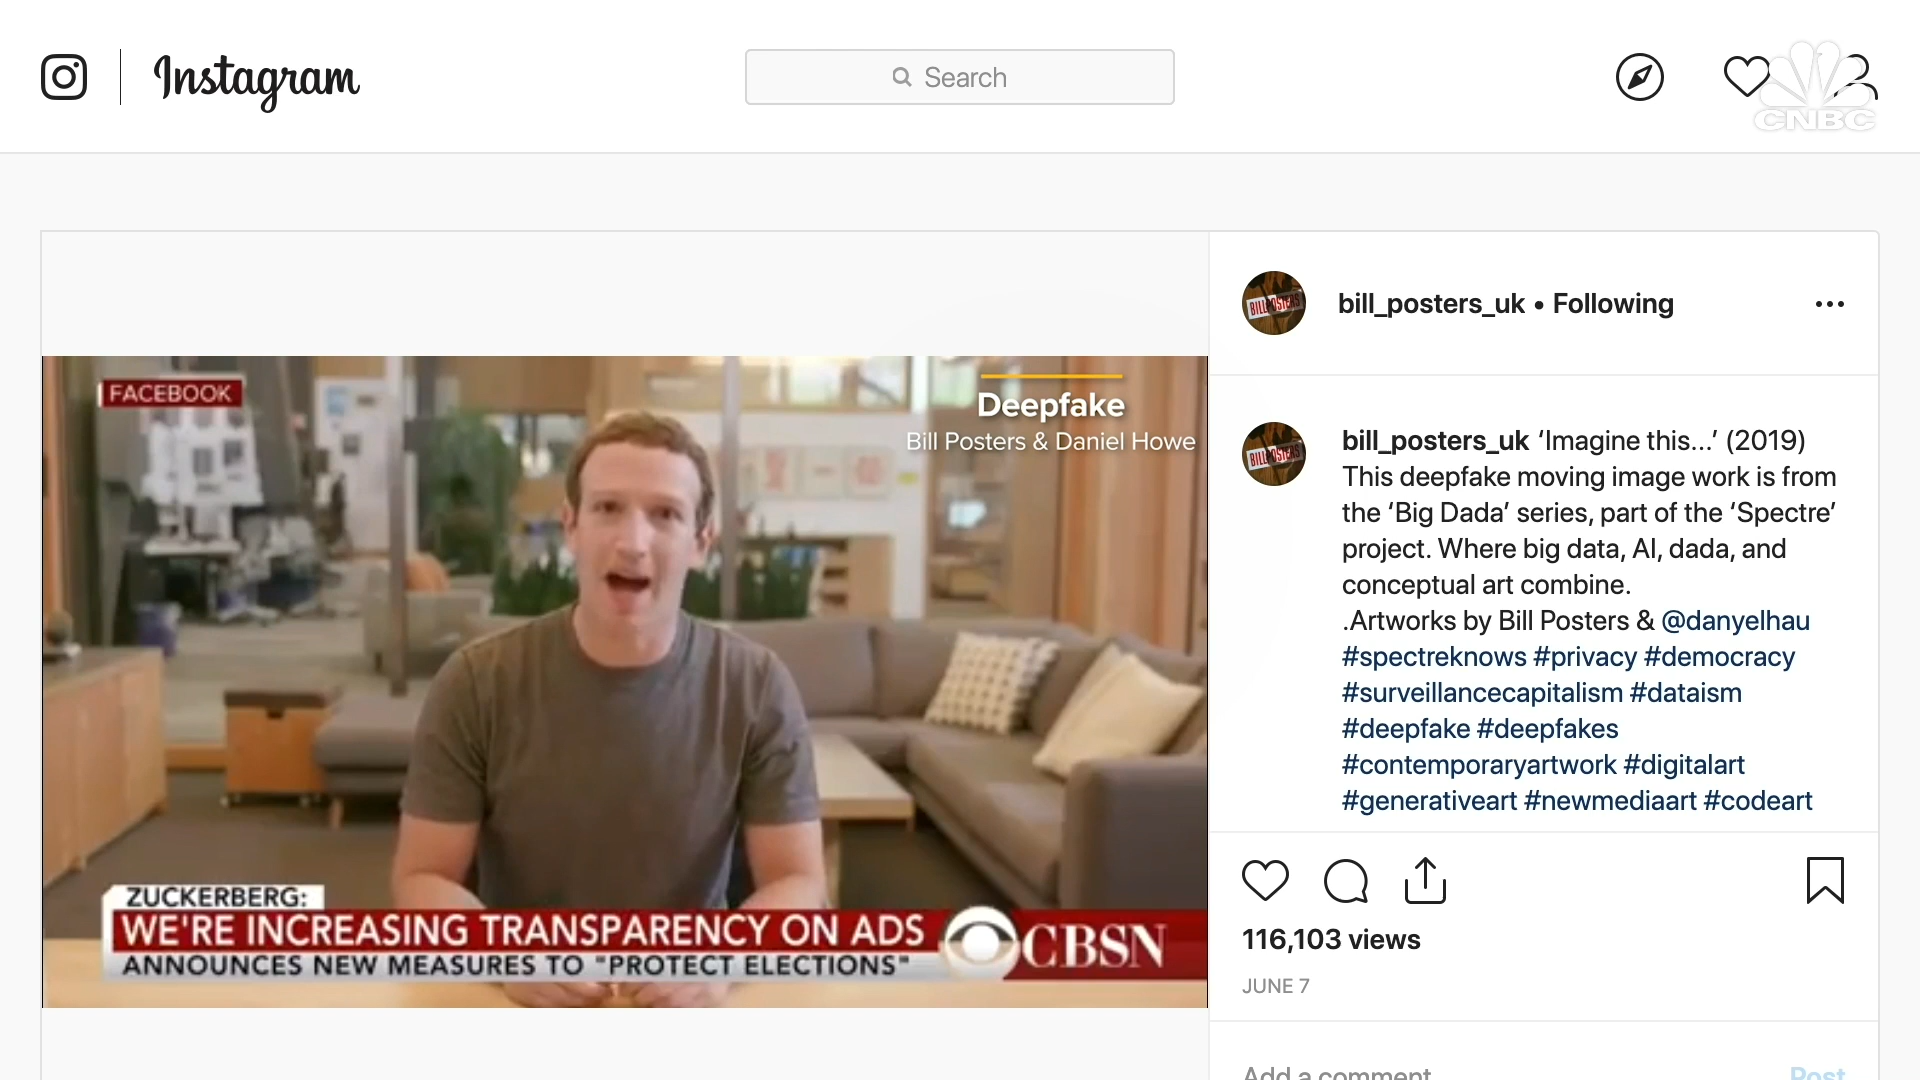 Instagram
Search
CNBC
FACEBOOK
Deepfake
Bill Posters & Daniel Howe
ZUCKERBERG:
WE'RE INCREASING TRANSPARENCY ON ADS
ANNOUNCES NEW MEASURES TO "PROTECT ELECTIONS"
CBSN
BILLPOSTERS
bill_posters_uk • Following
BILLPOSTERS
bill_posters_uk ‘Imagine this...’ (2019)
This deepfake moving image work is from
the ‘Big Dada’ series, part of the ‘Spectre’
project. Where big data, AI, dada, and
conceptual art combine.
.Artworks by Bill Posters & @danyelhau
#spectreknows #privacy #democracy
#surveillancecapitalism #dataism
#deepfake #deepfakes
#contemporaryartwork #digitalart
#generativeart #newmediaart #codeart
116,103 views
JUNE 7
Add a comment
Post